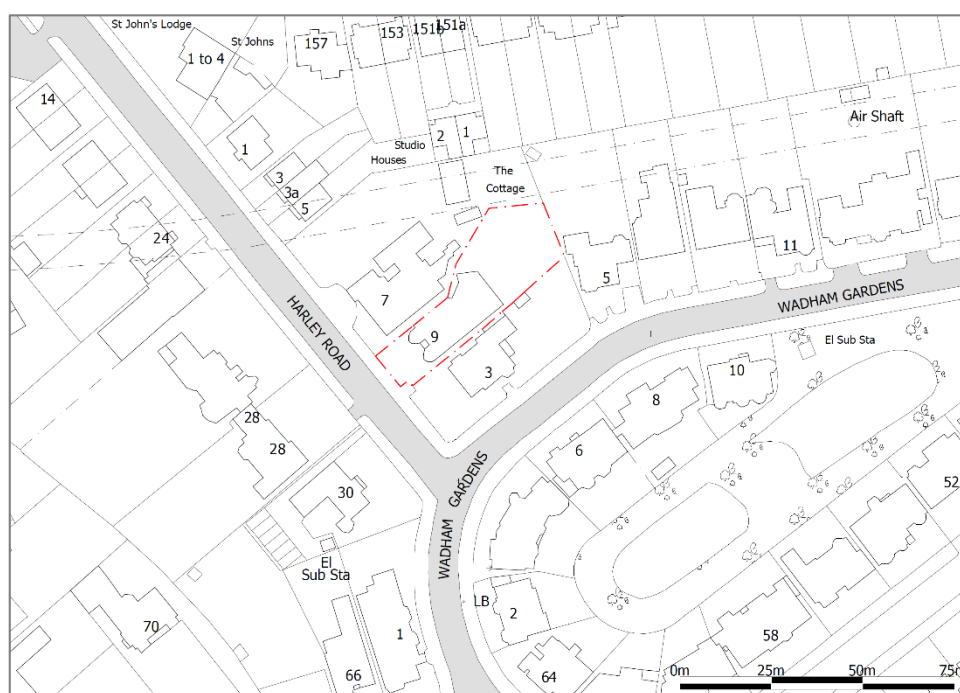 St John's Lodge
St Johns
1 to 4
157
153
151b
151a
14
1
2
1
Studio
Houses
The
Cottage
Air Shaft
3
3a
5
24
7
9
5
11
HARLEY ROAD
WADHAM GARDENS
3
El Sub Sta
10
8
6
28
28
30
52
WADHAM GARDENS
El
Sub Sta
LB
2
70
1
66
64
58
0m
25m
50m
75m